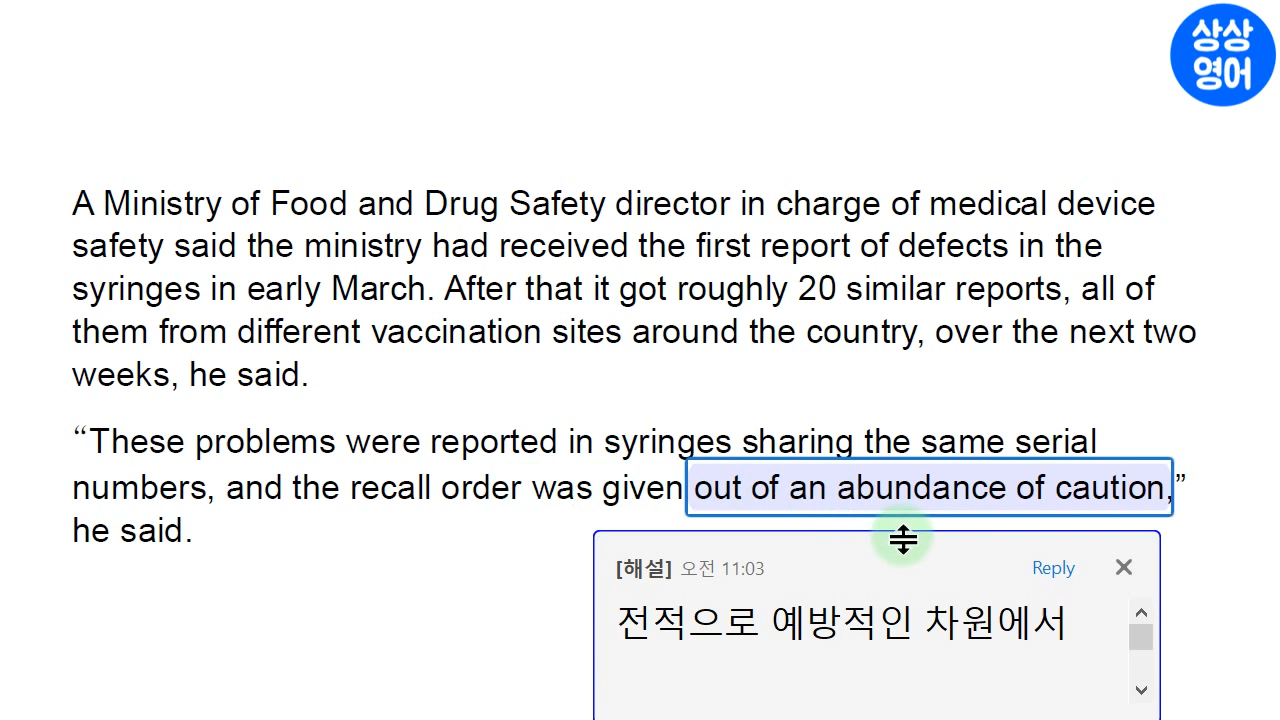 상상
영어
A Ministry of Food and Drug Safety director in charge of medical device
safety said the ministry had received the first report of defects in the
syringes in early March. After that it got roughly 20 similar reports, all of
them from different vaccination sites around the country, over the next two
weeks, he said.
“These problems were reported in syringes sharing the same serial
numbers, and the recall order was given out of an abundance of caution,”
he said.
[해설] 오전 11:03 Reply
전적으로 예방적인 차원에서